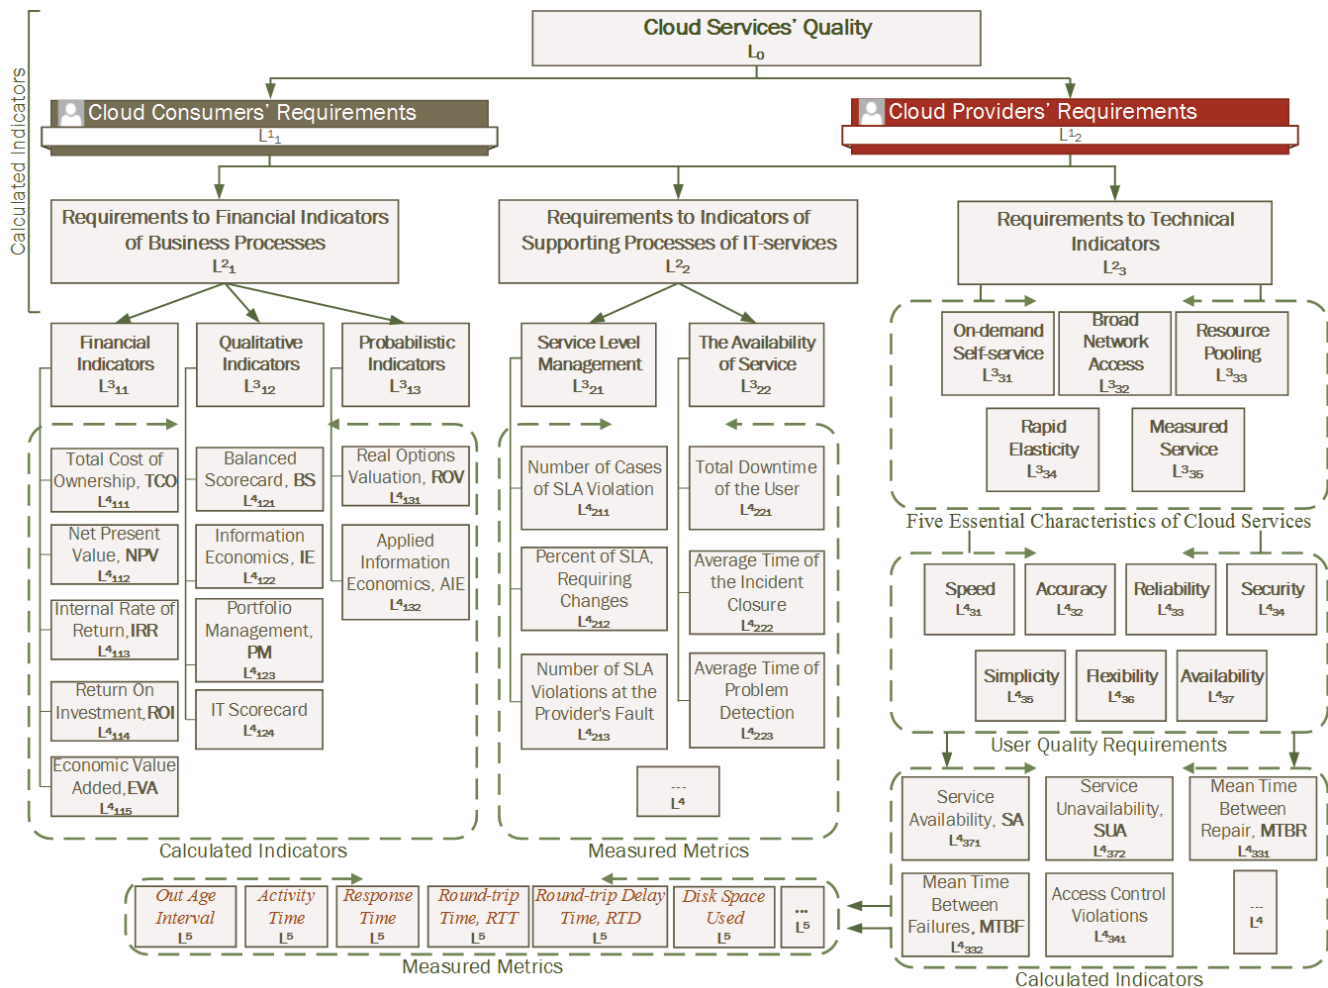 Cloud Services' Quality
L0
Calculated Indicators
Cloud Consumers' Requirements
L¹1
Cloud Providers' Requirements
L¹2
Requirements to Financial Indicators
of Business Processes
L²1
Requirements to Indicators of
Supporting Processes of IT-services
L²2
Requirements to Technical
Indicators
L²3
Financial
Indicators
L³11
Qualitative
Indicators
L³12
Probabilistic
Indicators
L³13
Service Level
Management
L³21
The Availability
of Service
L³22
On-demand
Self-service
L³31
Broad
Network
Access
L³32
Resource
Pooling
L³33
Rapid
Elasticity
L³34
Measured
Service
L³35
Five Essential Characteristics of Cloud Services
Total Cost of
Ownership, TCO
L⁴111
Net Present
Value, NPV
L⁴112
Internal Rate of
Return, IRR
L⁴113
Return On
Investment, ROI
L⁴114
Economic Value
Added, EVA
L⁴115
Balanced
Scorecard, BS
L⁴121
Information
Economics, IE
L⁴122
Portfolio
Management,
PM
L⁴123
IT Scorecard
L⁴124
Real Options
Valuation, ROV
L⁴131
Applied
Information
Economics, AIE
L⁴132
Calculated Indicators
Number of Cases
of SLA Violation
L⁴211
Percent of SLA,
Requiring
Changes
L⁴212
Number of SLA
Violations at the
Provider's Fault
L⁴213
Total Downtime
of the User
L⁴221
Average Time of
the Incident
Closure
L⁴222
Average Time of
Problem
Detection
L⁴223
...
L⁴
Measured Metrics
Speed
L⁴31
Accuracy
L⁴32
Reliability
L⁴33
Security
L⁴34
Simplicity
L⁴35
Flexibility
L⁴36
Availability
L⁴37
User Quality Requirements
Service
Availability, SA
L⁴371
Service
Unavailability,
SUA
L⁴372
Mean Time
Between
Repair, MTBR
L⁴331
Mean Time
Between
Failures, MTBF
L⁴332
Access Control
Violations
L⁴341
...
L⁴
Calculated Indicators
Out Age
Interval
L⁵
Activity
Time
L⁵
Response
Time
L⁵
Round-trip
Time, RTT
L⁵
Round-trip Delay
Time, RTD
L⁵
Disk Space
Used
L⁵
...
L⁵
Measured Metrics